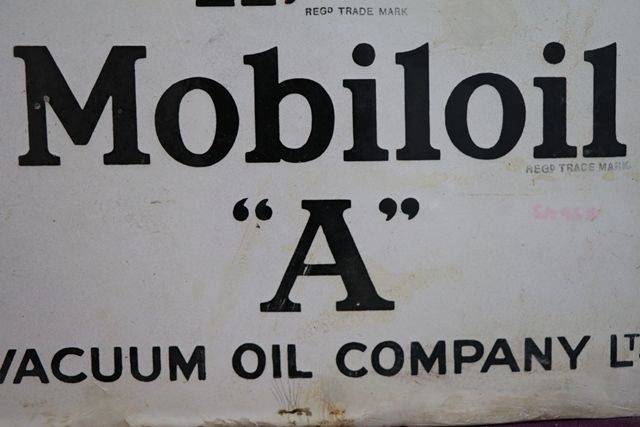 REGD TRADE MARK
Mobiloil
REGD TRADE MARK
“A”
VACUUM OIL COMPANY LT